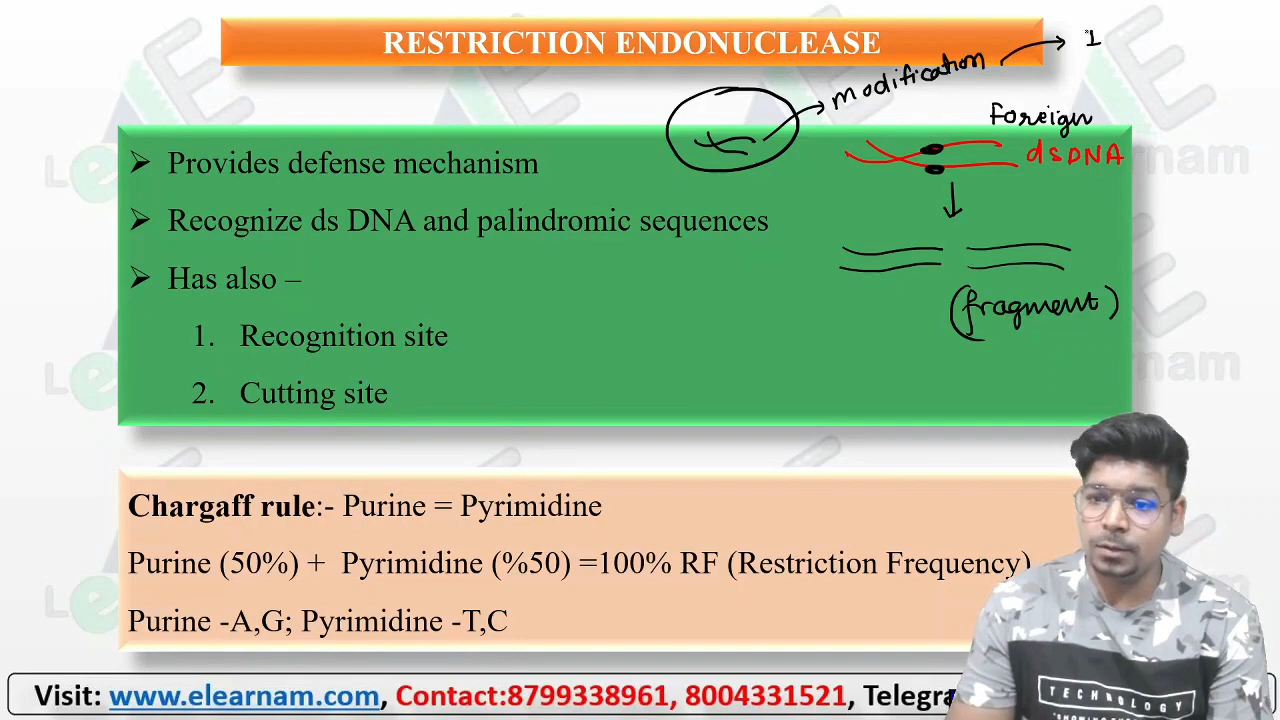 RESTRICTION ENDONUCLEASE
modification
I
Foreign
dsDNA
➢ Provides defense mechanism
➢ Recognize ds DNA and palindromic sequences
➢ Has also –
1. Recognition site
2. Cutting site
(fragment)
Chargaff rule:- Purine = Pyrimidine
Purine (50%) + Pyrimidine (%50) =100% RF (Restriction Frequency)
Purine -A,G; Pyrimidine -T,C
TECHNOLOGY
Visit: www.elearnam.com, Contact:8799338961, 8004331521,